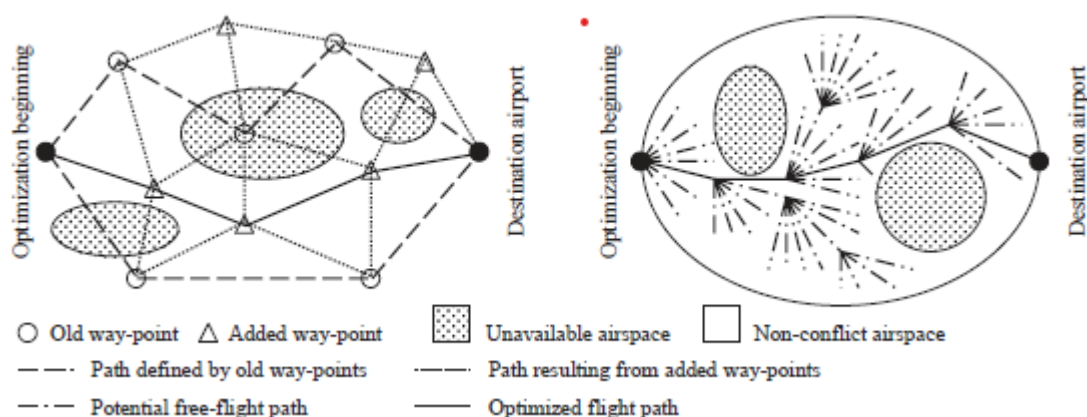 Optimization beginning
Destination airport
Optimization beginning
Destination airport
Old way-point Added way-point Unavailable airspace Non-conflict airspace
Path defined by old way-points Path resulting from added way-points
Potential free-flight path Optimized flight path